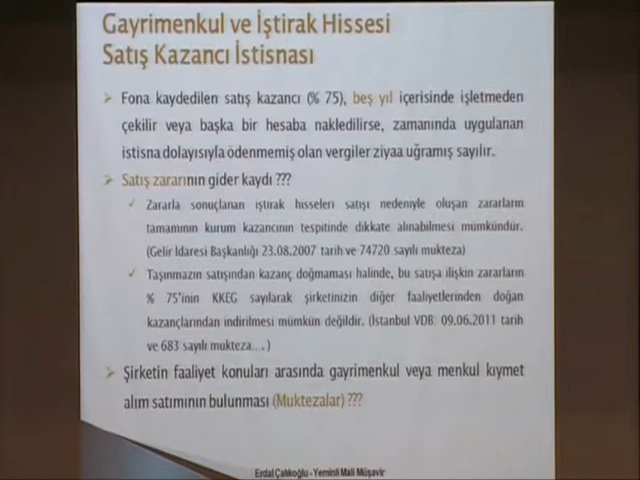 Gayrimenkul ve İştirak Hissesi
Satış Kazancı İstisnası
Fona kaydedilen satış kazancı (% 75), beş yıl içerisinde işletmeden
çekilir veya başka bir hesaba nakledilirse, zamanında uygulanan
istisna dolayısıyla ödenmemiş olan vergiler ziyaa uğramış sayılır.
Satış zararının gider kaydı ???
Zararla sonuçlanan iştirak hisseleri satışı nedeniyle oluşan zararların
tamamının kurum kazancının tespitinde dikkate alınabilmesi mümkündür.
(Gelir İdaresi Başkanlığı 23.08.2007 tarih ve 74720 sayılı mukteza)
Taşınmazın satışından kazanç doğmaması halinde, bu satışa ilişkin zararların
% 75'inin KKEG sayılarak şirketinizin diğer faaliyetlerinden doğan
kazançlarından indirilmesi mümkün değildir. (İstanbul VDB: 09.06.2011 tarih
ve 683 sayılı mukteza....)
Şirketin faaliyet konuları arasında gayrimenkul veya menkul kıymet
alım satımının bulunması (Muktezalar) ???
Erdal Çalıkoğlu - Yeminli Mali Müşavir